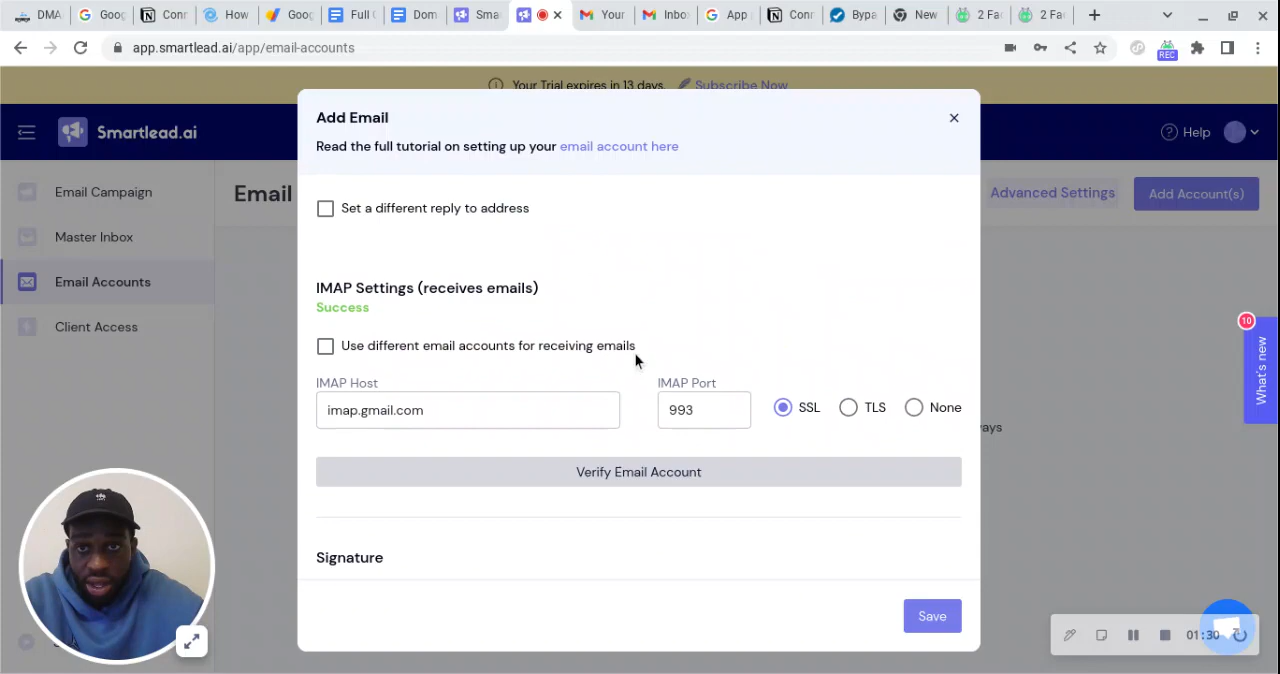 DMA
Goo
Conr
How
Goo
Full
Dom
Sma
Your
Inbo
App
Conr
Bypa
New
2 Fa
2 Fa
app.smartlead.ai/app/email-accounts
REC
Your Trial expires in 13 days. Subscribe Now
Smartlead.ai
Help
Email Campaign
Master Inbox
Email Accounts
Client Access
Email
Advanced Settings
Add Account(s)
Add Email
Read the full tutorial on setting up your email account here
Set a different reply to address
IMAP Settings (receives emails)
Success
Use different email accounts for receiving emails
IMAP Host
IMAP Port
imap.gmail.com
993
SSL
TLS
None
Verify Email Account
Signature
Save
ays
10
What's new
01:30